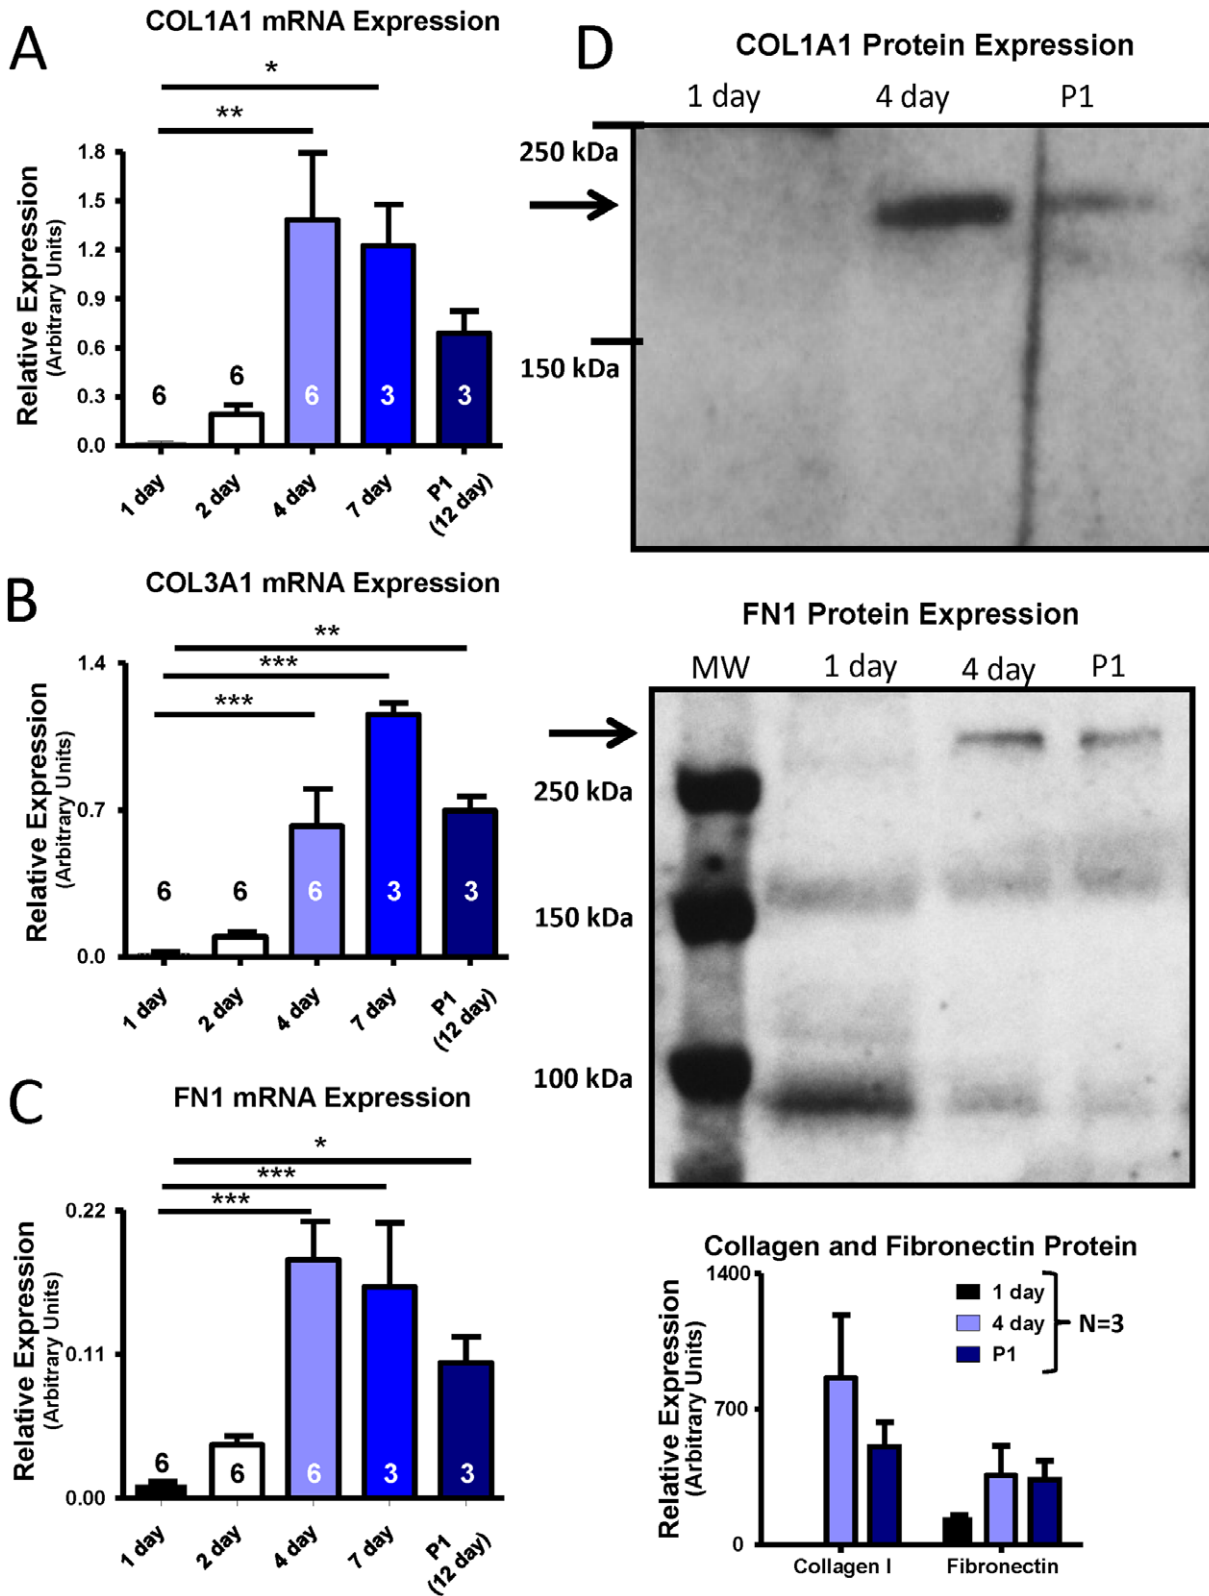 A
COL1A1 mRNA Expression
*
**
Relative Expression
(Arbitrary Units)
1.8
1.5
1.2
0.9
0.6
0.3
0.0
6
6
6
3
3
1 day
2 day
4 day
7 day
P1
(12 day)
B
COL3A1 mRNA Expression
**
***
***
Relative Expression
(Arbitrary Units)
1.4
0.7
0.0
6
6
6
3
3
1 day
2 day
4 day
7 day
P1
(12 day)
C
FN1 mRNA Expression
*
***
***
Relative Expression
(Arbitrary Units)
0.22
0.11
0.00
6
6
6
3
3
1 day
2 day
4 day
7 day
P1
(12 day)
D
COL1A1 Protein Expression
1 day 4 day P1
250 kDa
150 kDa
FN1 Protein Expression
MW 1 day 4 day P1
250 kDa
150 kDa
100 kDa
Collagen and Fibronectin Protein
Relative Expression
(Arbitrary Units)
1400
700
0
1 day
4 day
P1
N=3
Collagen I Fibronectin